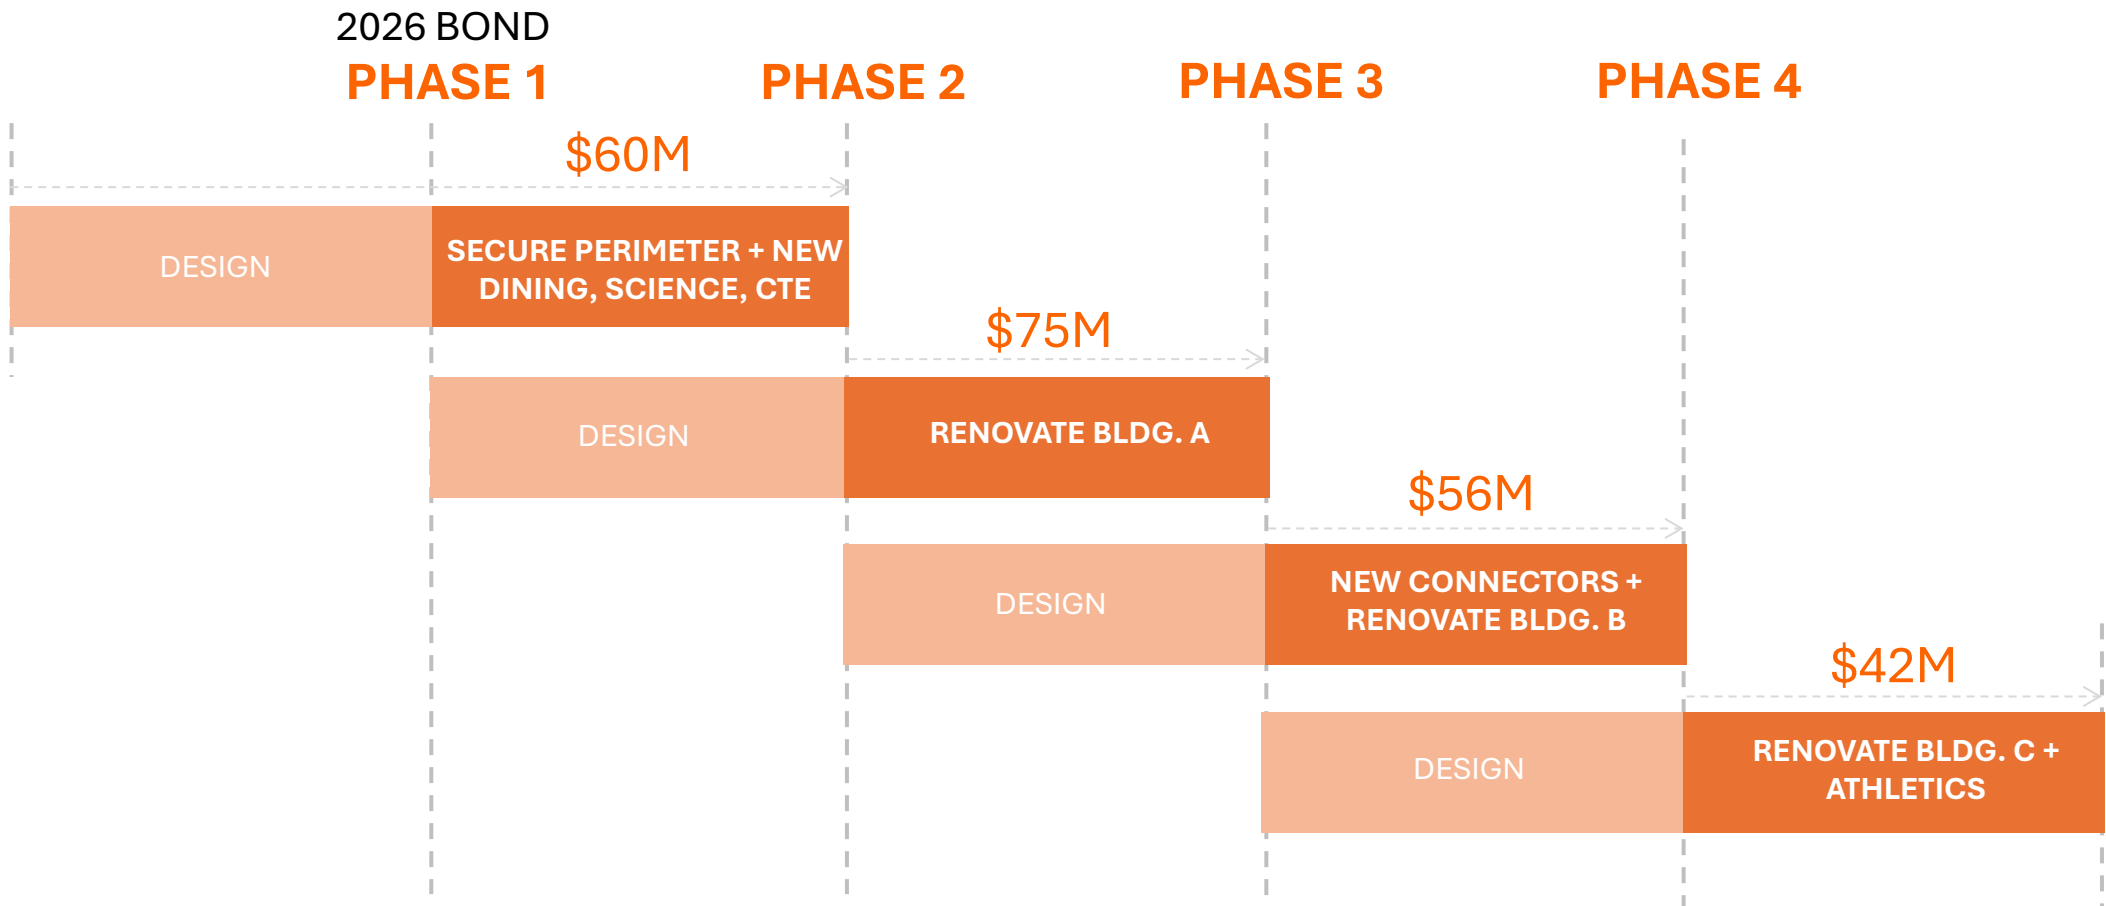 2026 BOND
PHASE 1
PHASE 2
PHASE 3
PHASE 4
$60M
DESIGN
SECURE PERIMETER + NEW
DINING, SCIENCE, CTE
$75M
DESIGN
RENOVATE BLDG. A
$56M
DESIGN
NEW CONNECTORS +
RENOVATE BLDG. B
$42M
DESIGN
RENOVATE BLDG. C +
ATHLETICS